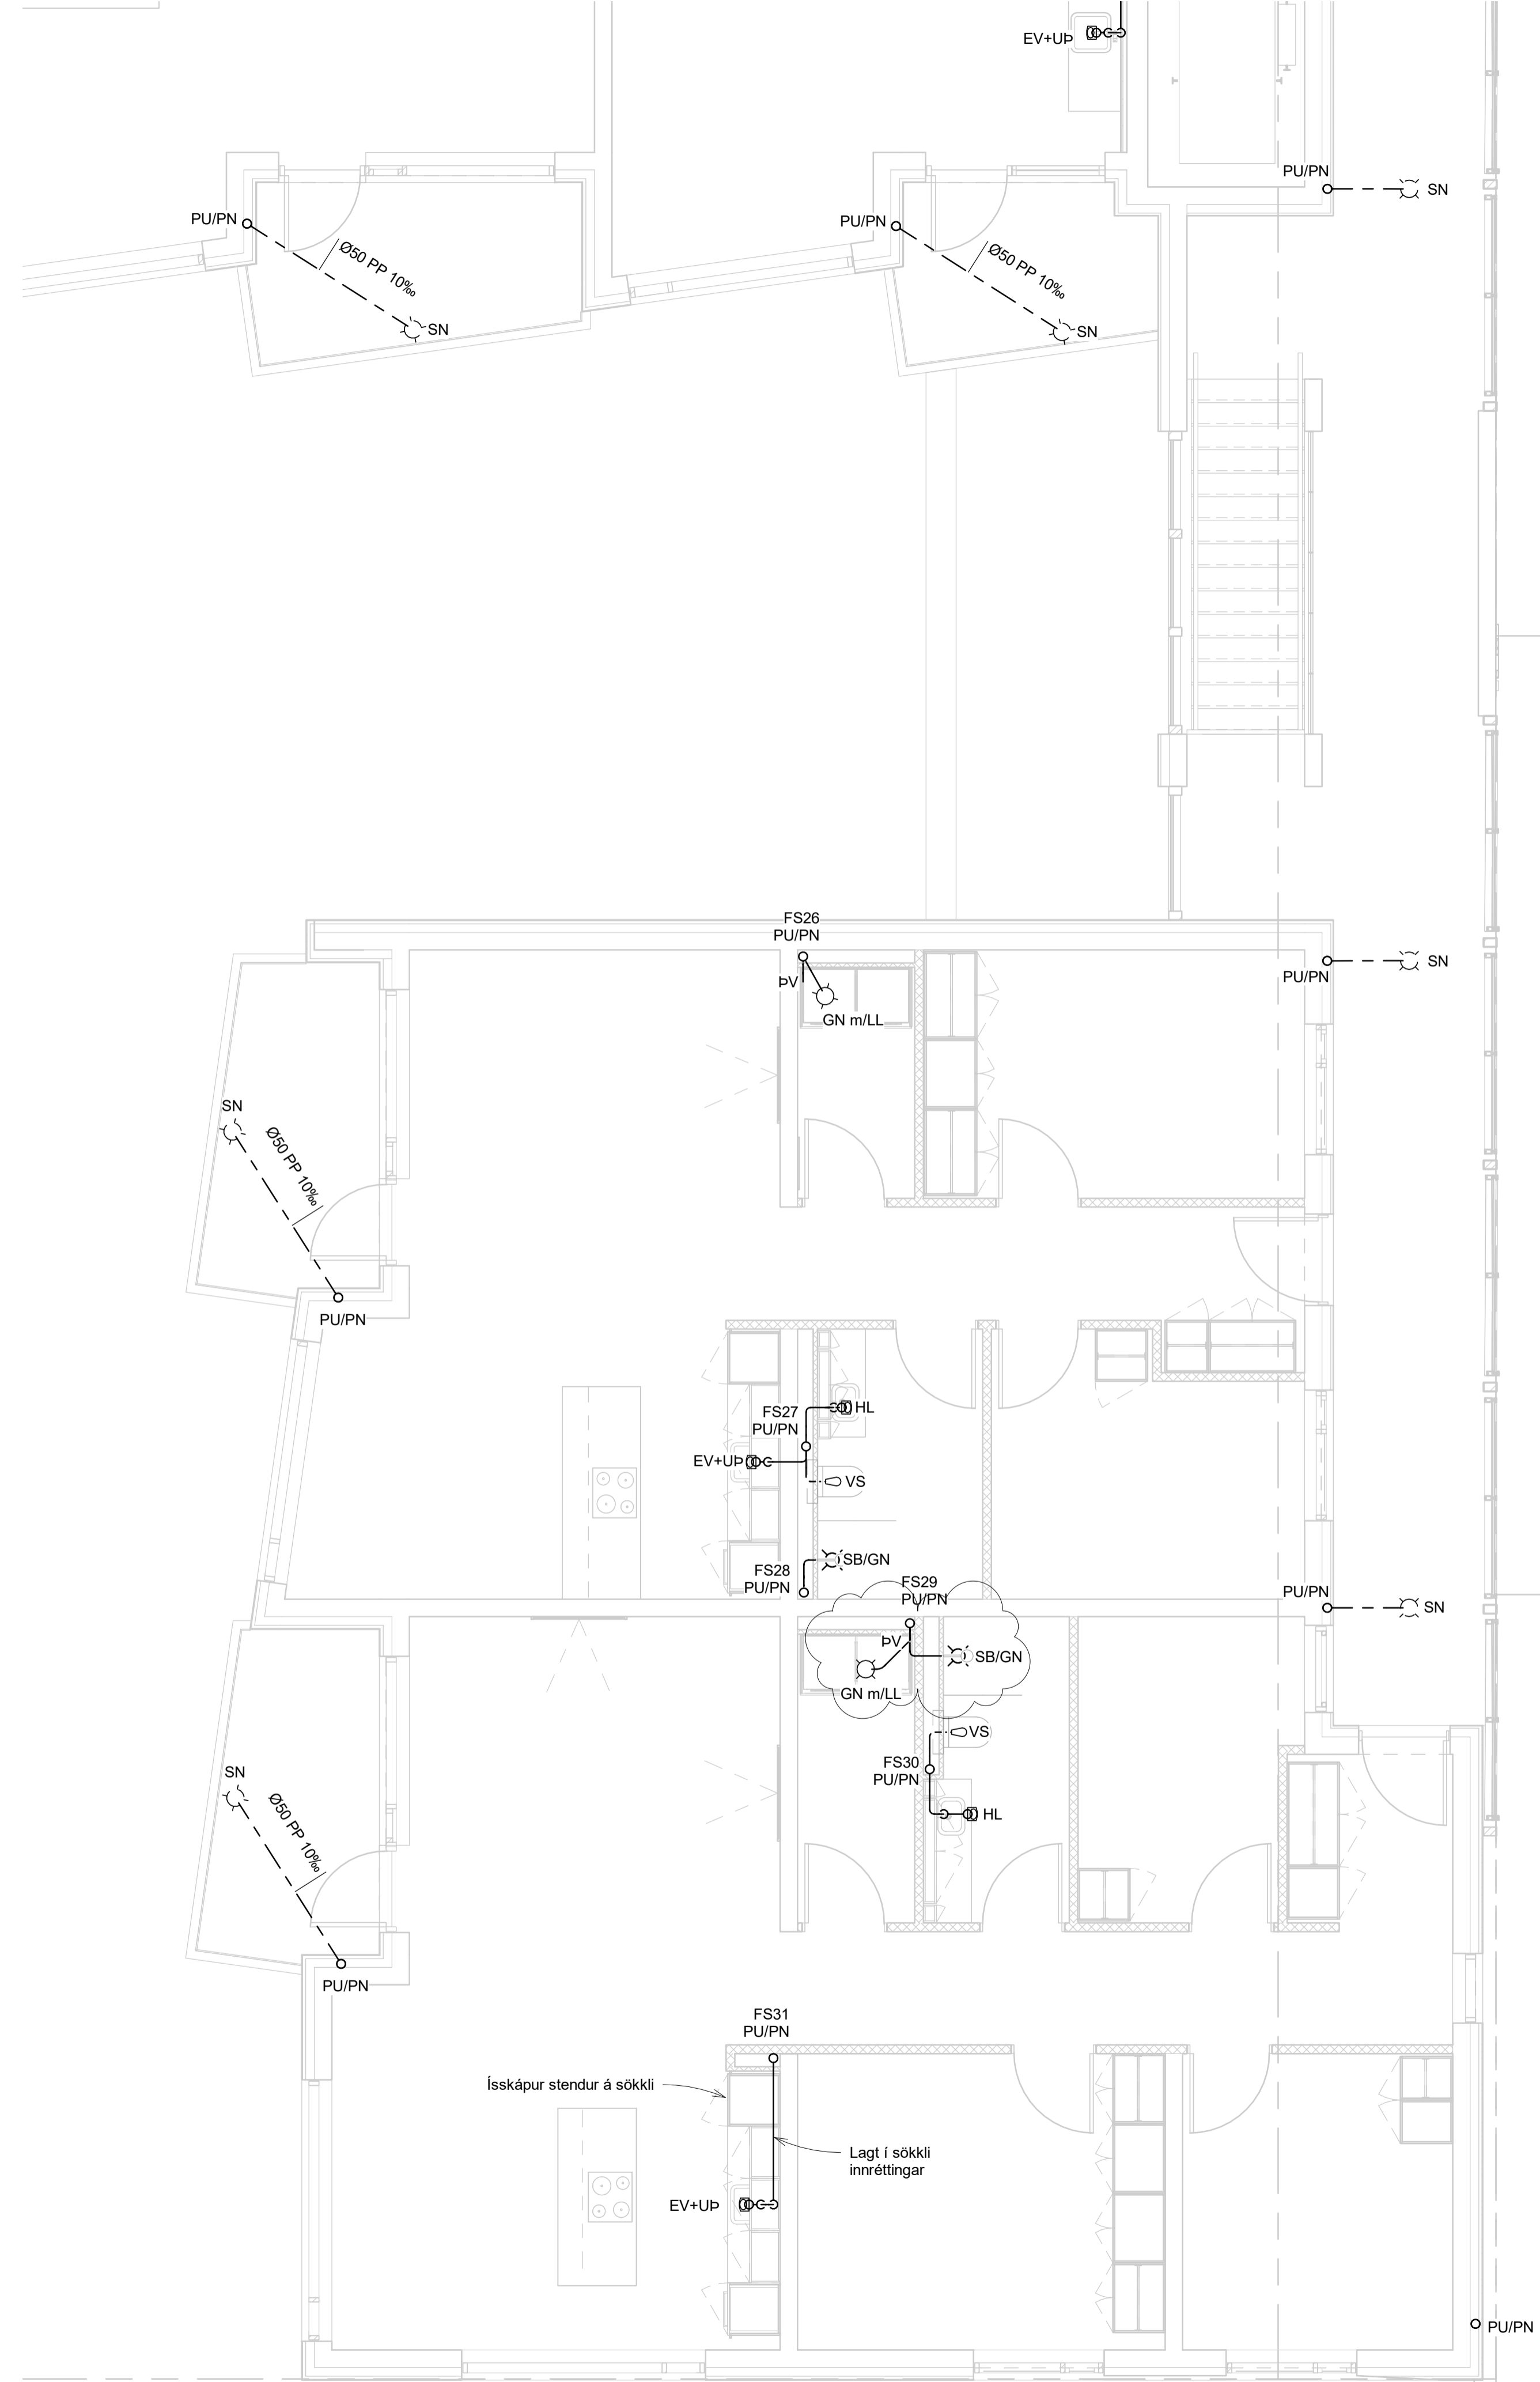 EV+UÞ
PU/PN
SN
PU/PN
Ø50 PP 10‰
SN
PU/PN
Ø50 PP 10‰
SN
FS26
PU/PN
ÞV
GN m/LL
PU/PN
SN
SN
Ø50 PP 10‰
PU/PN
FS27
PU/PN
HL
EV+UÞ
VS
FS28
PU/PN
SB/GN
FS29
PU/PN
ÞV
SB/GN
GN m/LL
PU/PN
SN
VS
FS30
PU/PN
HL
SN
Ø50 PP 10‰
PU/PN
FS31
PU/PN
Ísskápur stendur á sökkli
Lagt í sökkli
innréttingar
EV+UÞ
PU/PN